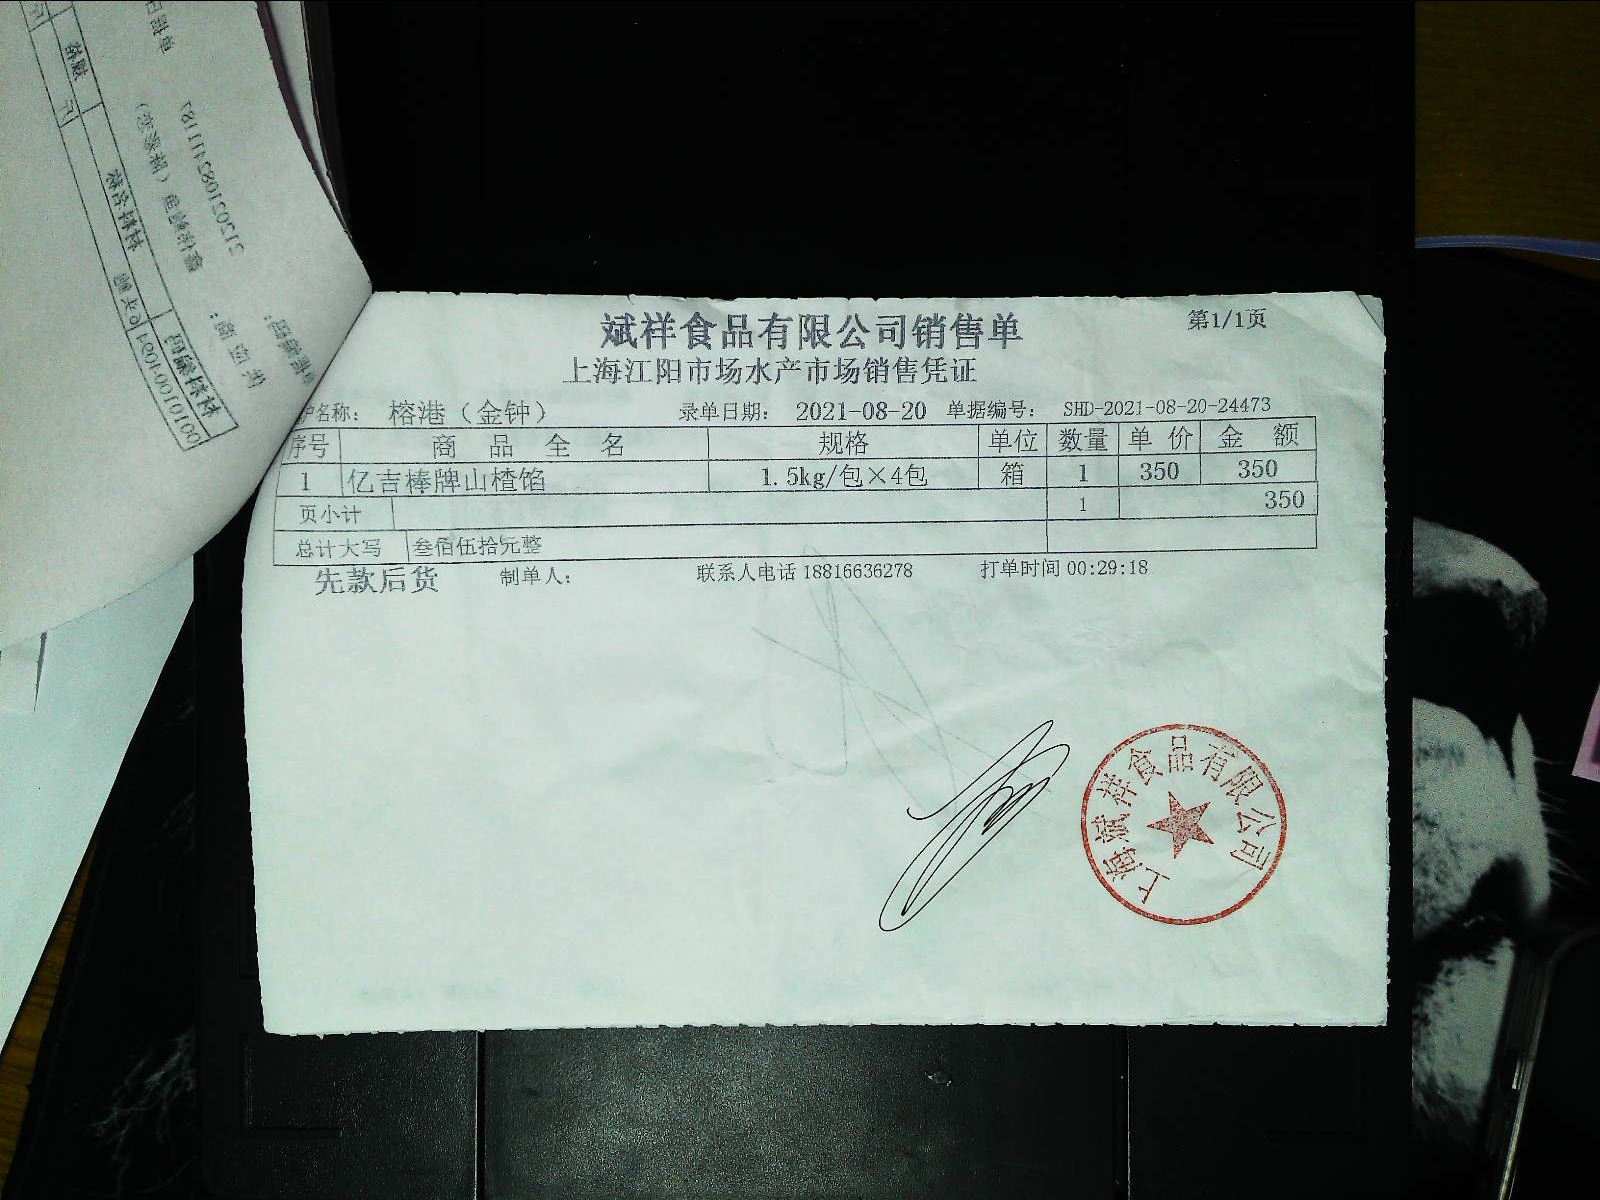 斌祥食品有限公司销售单
第1/1页
上海江阳市场水产市场销售凭证
户名称： 榕港（金钟） 录单日期： 2021-08-20 单据编号： SHD-2021-08-20-24473
序号 商品全名 规格 单位 数量 单价 金额
1 亿吉棒牌山楂馅 1.5kg/包×4包 箱 1 350 350
页小计 1 350
总计大写 叁佰伍拾元整
先款后货 制单人： 联系人电话 18816636278 打单时间 00:29:18
上海斌祥食品有限公司